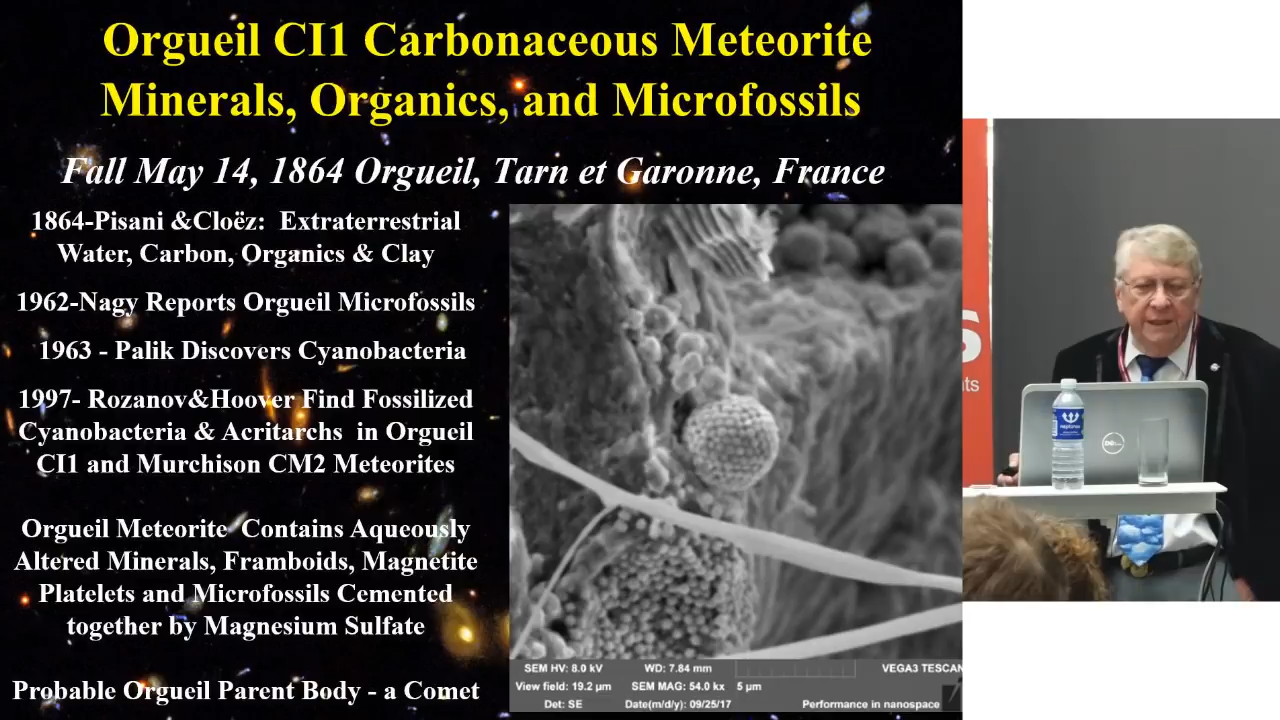 Orgueil CI1 Carbonaceous Meteorite
Minerals, Organics, and Microfossils
Fall May 14, 1864 Orgueil, Tarn et Garonne, France
1864-Pisani &Cloëz: Extraterrestrial
Water, Carbon, Organics & Clay
1962-Nagy Reports Orgueil Microfossils
1963 - Palik Discovers Cyanobacteria
1997- Rozanov&Hoover Find Fossilized
Cyanobacteria & Acritarchs in Orgueil
CI1 and Murchison CM2 Meteorites
Orgueil Meteorite Contains Aqueously
Altered Minerals, Framboids, Magnetite
Platelets and Microfossils Cemented
together by Magnesium Sulfate
Probable Orgueil Parent Body - a Comet
SEM HV: 8.0 kV WD: 7.84 mm VEGA3 TESCAN
View field: 19.2 µm SEM MAG: 54.0 kx 5 µm
Det: SE Date(m/d/y): 09/25/17 Performance in nanospace
S
nts
DELL